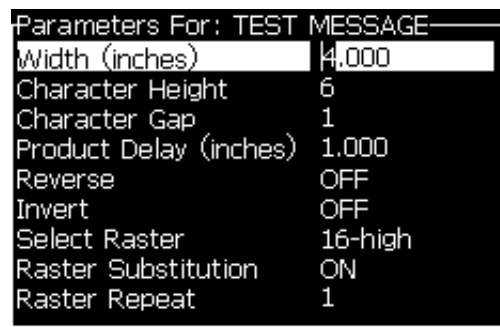 Parameters For: TEST MESSAGE
Width (inches) 4.000
Character Height 6
Character Gap 1
Product Delay (inches) 1.000
Reverse OFF
Invert OFF
Select Raster 16-high
Raster Substitution ON
Raster Repeat 1